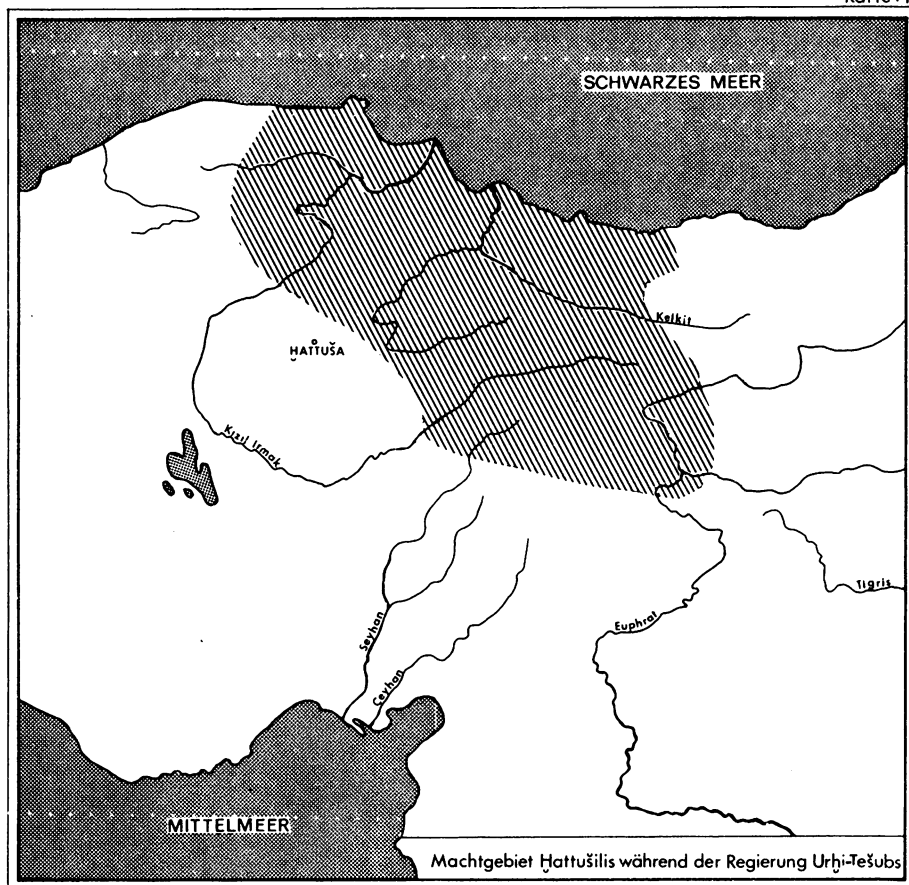 SCHWARZES MEER
Kelkit
ḪATTUŠA
Kızıl Irmak
Tigris
Euphrat
Seyhan
Ceyhan
MITTELMEER
Machtgebiet Ḫattušilis während der Regierung Urḫi-Tešubs